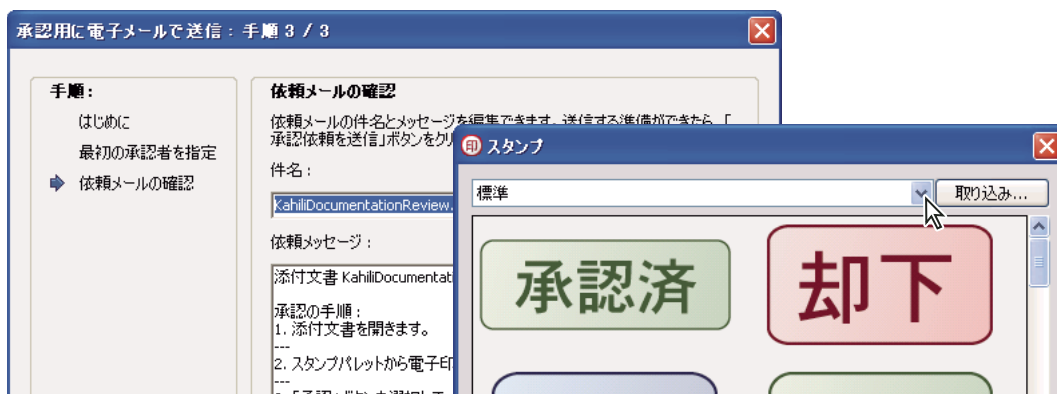 承認用に電子メールで送信 : 手順 3 / 3
手順 :
はじめに
最初の承認者を指定
依頼メールの確認
依頼メールの確認
依頼メールの件名とメッセージを編集できます。送信する準備ができたら、「
承認依頼を送信」ボタンをクリ
件名 :
KahiliDocumentationReview.
依頼メッセージ :
添付文書 KahiliDocumentat
承認の手順 :
1. 添付文書を開きます。
---
2. スタンプパレットから電子印
---
印 スタンプ
標準
取り込み...
承認済
却下